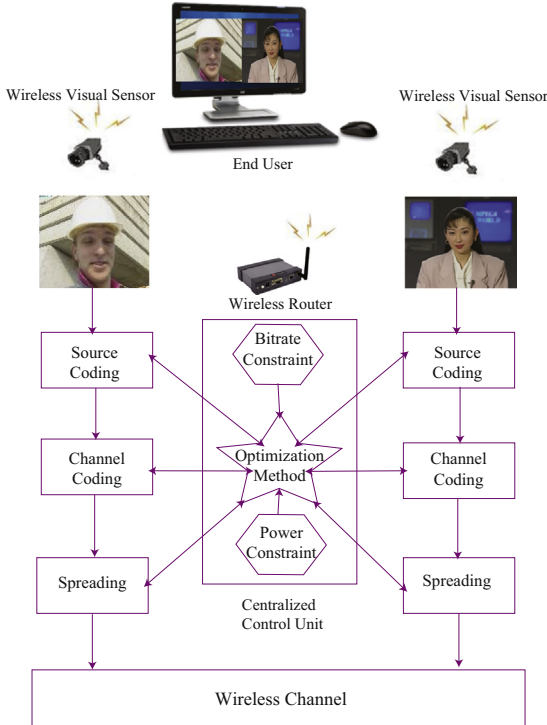 Wireless Visual Sensor
Wireless Visual Sensor
End User
Wireless Router
Source
Coding
Bitrate
Constraint
Source
Coding
Channel
Coding
Optimization
Method
Channel
Coding
Spreading
Power
Constraint
Spreading
Centralized
Control Unit
Wireless Channel